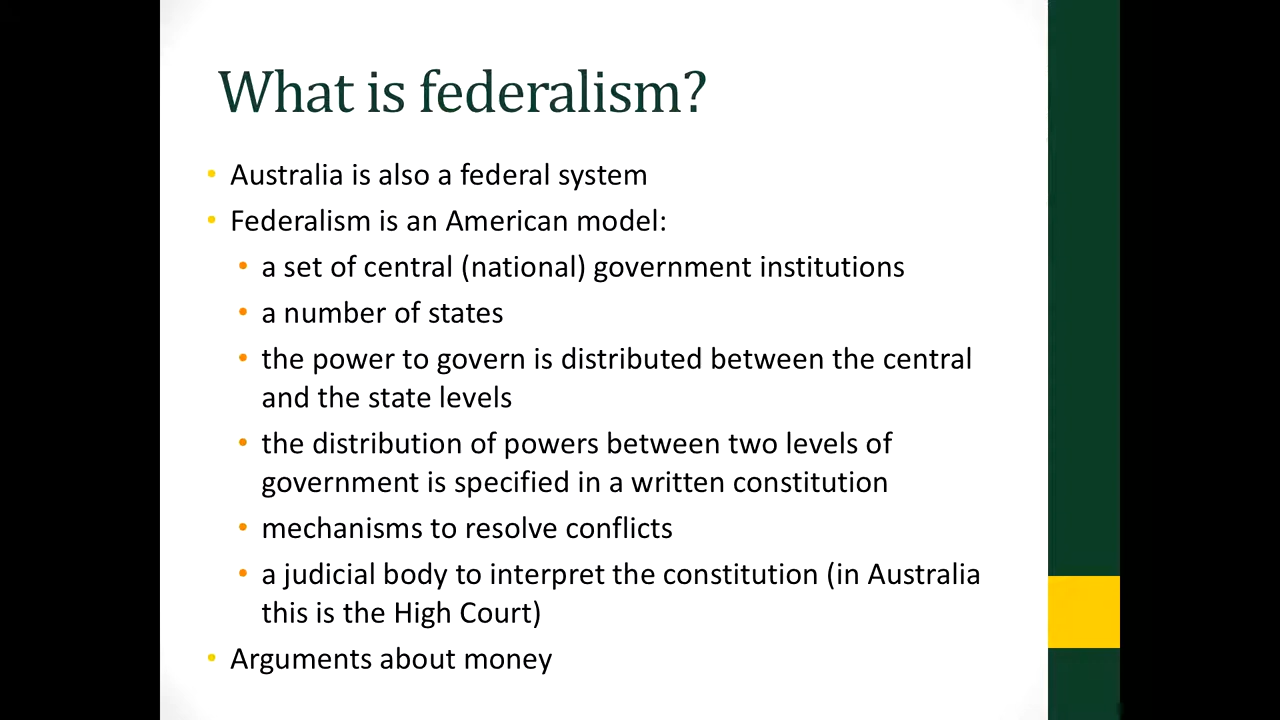 What is federalism?
• Australia is also a federal system
• Federalism is an American model:
• a set of central (national) government institutions
• a number of states
• the power to govern is distributed between the central
and the state levels
• the distribution of powers between two levels of
government is specified in a written constitution
• mechanisms to resolve conflicts
• a judicial body to interpret the constitution (in Australia
this is the High Court)
• Arguments about money